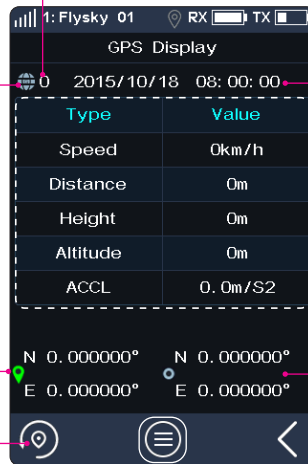 1: Flysky 01 RX TX
GPS Display
0 2015/10/18 08:00:00
Type Value
Speed 0km/h
Distance 0m
Height 0m
Altitude 0m
ACCL 0.0m/S2
N 0.000000° N 0.000000°
E 0.000000° E 0.000000°